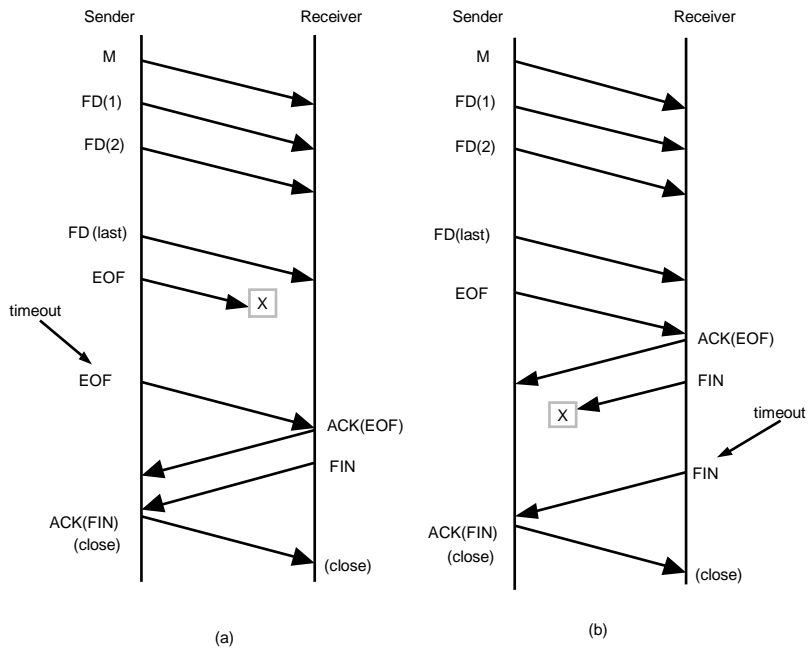 Sender
Receiver
M
FD(1)
FD(2)
FD (last)
EOF
X
timeout
EOF
ACK(EOF)
FIN
ACK(FIN)
(close)
(close)
(a)
Sender
Receiver
M
FD(1)
FD(2)
FD(last)
EOF
ACK(EOF)
FIN
X
timeout
FIN
ACK(FIN)
(close)
(close)
(b)